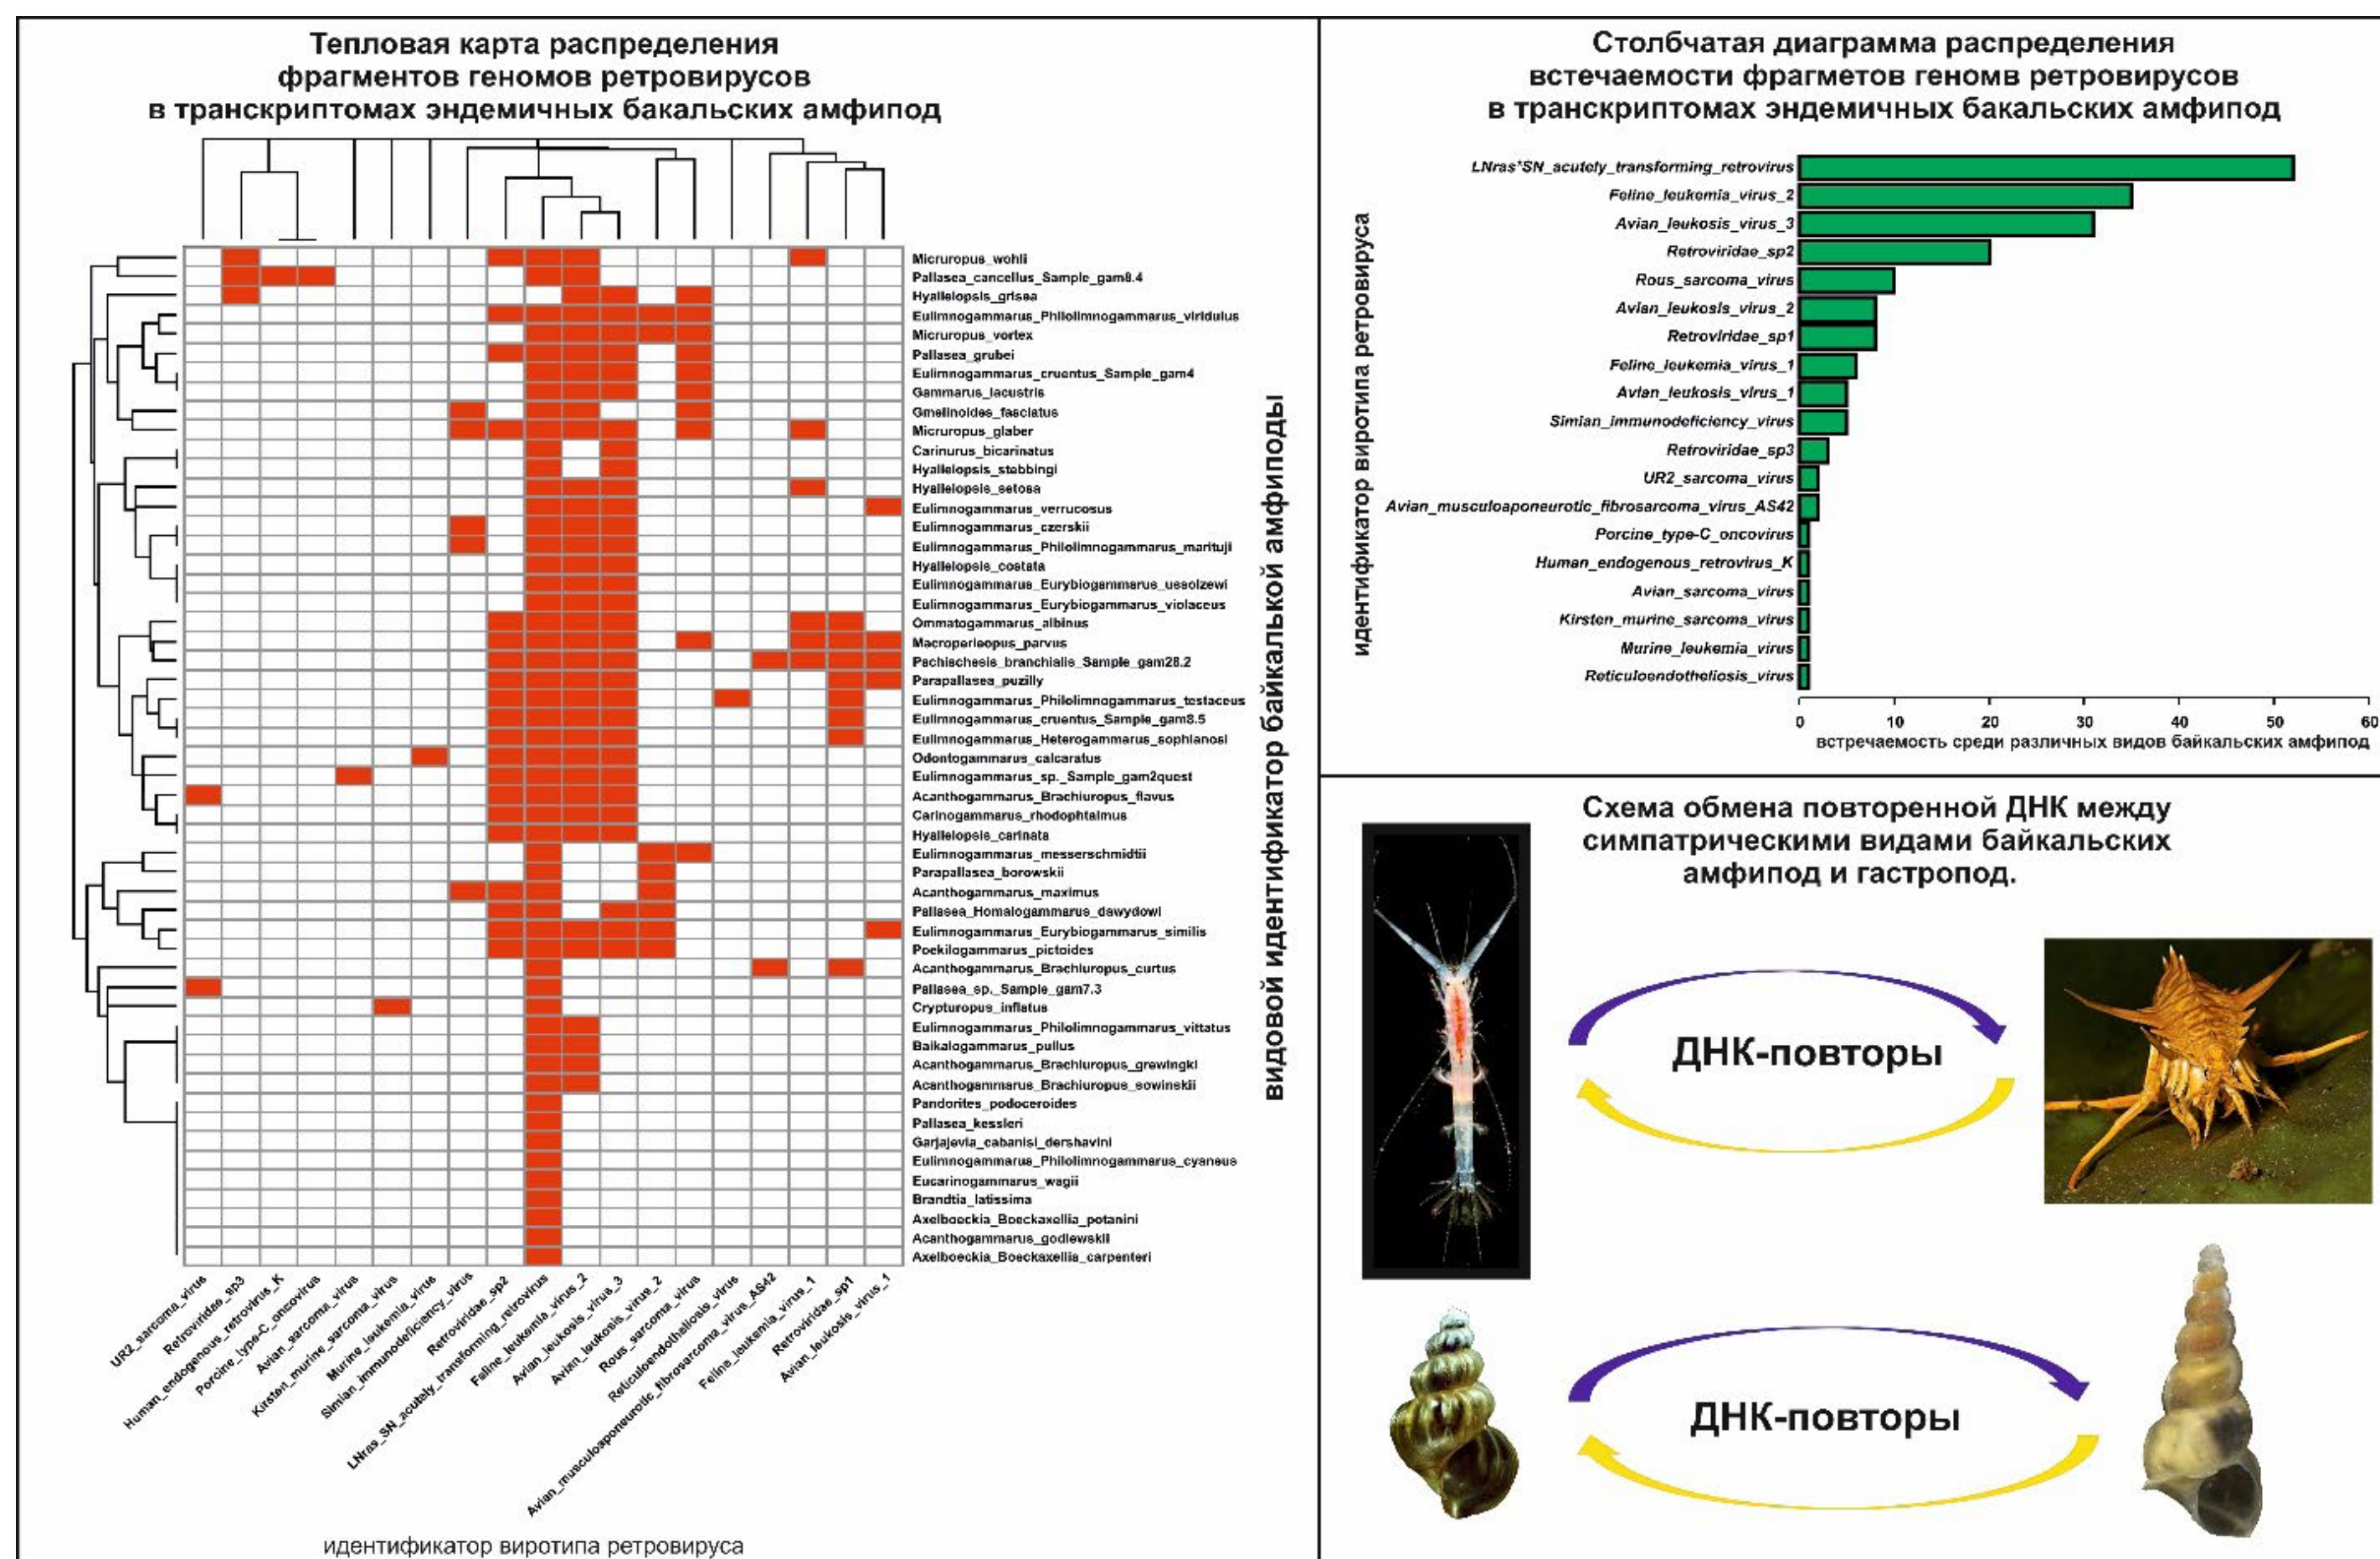 Тепловая карта распределения
фрагментов геномов ретровирусов
в транскриптомах эндемичных бакальских амфипод
Micruropus_wohli
Pallasea_cancellus_Sample_gam8.4
Hyallelopsis_grisea
Eulimnogammarus_Philolimnogammarus_viridulus
Micruropus_vortex
Pallasea_grubei
Eulimnogammarus_cruentus_Sample_gam4
Gammarus_lacustris
Gmelinoides_fasciatus
Micruropus_glaber
Carinurus_bicarinatus
Hyallelopsis_stebbingi
Hyallelopsis_setosa
Eulimnogammarus_verrucosus
Eulimnogammarus_czerskii
Eulimnogammarus_Philolimnogammarus_marituji
Hyallelopsis_costata
Eulimnogammarus_Eurybiogammarus_ussolzewi
Eulimnogammarus_Eurybiogammarus_violaceus
Ommatogammarus_albinus
Macropereiopus_parvus
Pachischesis_branchialis_Sample_gam28.2
Parapallasea_puzilly
Eulimnogammarus_Philolimnogammarus_testaceus
Eulimnogammarus_cruentus_Sample_gam8.5
Eulimnogammarus_Heterogammarus_sophianosi
Odontogammarus_calcaratus
Eulimnogammarus_sp._Sample_gam2quest
Acanthogammarus_Brachiuropus_flavus
Carinogammarus_rhodophtalmus
Hyallelopsis_carinata
Eulimnogammarus_messerschmidtii
Parapallasea_borowskii
Acanthogammarus_maximus
Pallasea_Homalogammarus_dawydowi
Eulimnogammarus_Eurybiogammarus_similis
Poekilogammarus_pictoides
Acanthogammarus_Brachiuropus_curtus
Pallasea_sp._Sample_gam7.3
Crypturopus_inflatus
Eulimnogammarus_Philolimnogammarus_vittatus
Baikalogammarus_pullus
Acanthogammarus_Brachiuropus_grewingki
Acanthogammarus_Brachiuropus_sowinskii
Pandorites_podoceroides
Pallasea_kessleri
Garjajevia_cabanisi_dershavini
Eulimnogammarus_Philolimnogammarus_cyaneus
Eucarinogammarus_wagii
Brandtia_latissima
Axelboeckia_Boeckaxellia_potanini
Acanthogammarus_godlewskii
Axelboeckia_Boeckaxellia_carpenteri
видовой идентификатор байкалькой амфиподы
UR2_sarcoma_virus
Retroviridae_sp3
Human_endogenous_retrovirus_K
Porcine_type-C_oncovirus
Avian_sarcoma_virus
Kirsten_murine_sarcoma_virus
Murine_leukemia_virus
Simian_immunodeficiency_virus
Retroviridae_sp2
LNras_SN_acutely_transforming_retrovirus
Feline_leukemia_virus_2
Avian_leukosis_virus_3
Avian_leukosis_virus_2
Rous_sarcoma_virus
Reticuloendotheliosis_virus
Avian_musculoaponeurotic_fibrosarcoma_virus_AS42
Feline_leukemia_virus_1
Retroviridae_sp1
Avian_leukosis_virus_1
идентификатор виротипа ретровируса
Столбчатая диаграмма распределения
встечаемости фрагметов геномв ретровирусов
в транскриптомах эндемичных бакальских амфипод
идентификатор виротипа ретровируса
LNras*SN_acutely_transforming_retrovirus
Feline_leukemia_virus_2
Avian_leukosis_virus_3
Retroviridae_sp2
Rous_sarcoma_virus
Avian_leukosis_virus_2
Retroviridae_sp1
Feline_leukemia_virus_1
Avian_leukosis_virus_1
Simian_immunodeficiency_virus
Retroviridae_sp3
UR2_sarcoma_virus
Avian_musculoaponeurotic_fibrosarcoma_virus_AS42
Porcine_type-C_oncovirus
Human_endogenous_retrovirus_K
Avian_sarcoma_virus
Kirsten_murine_sarcoma_virus
Murine_leukemia_virus
Reticuloendotheliosis_virus
0 10 20 30 40 50 60
встречаемость среди различных видов байкальских амфипод
Схема обмена повторенной ДНК между
симпатрическими видами байкальских
амфипод и гастропод.
ДНК-повторы
ДНК-повторы